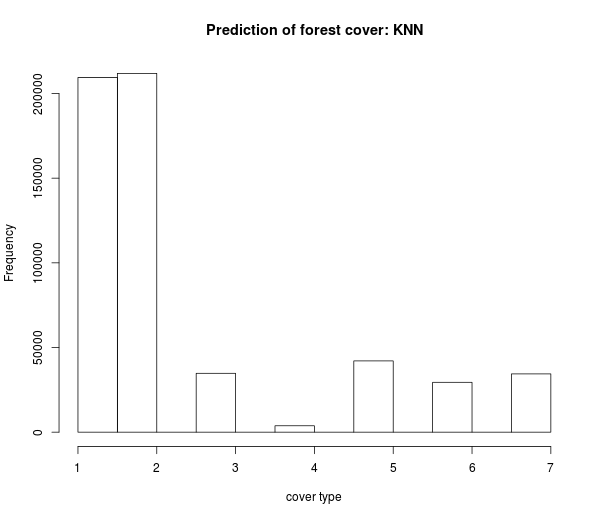 Prediction of forest cover: KNN
Frequency
200000
150000
100000
50000
0
1 2 3 4 5 6 7
cover type